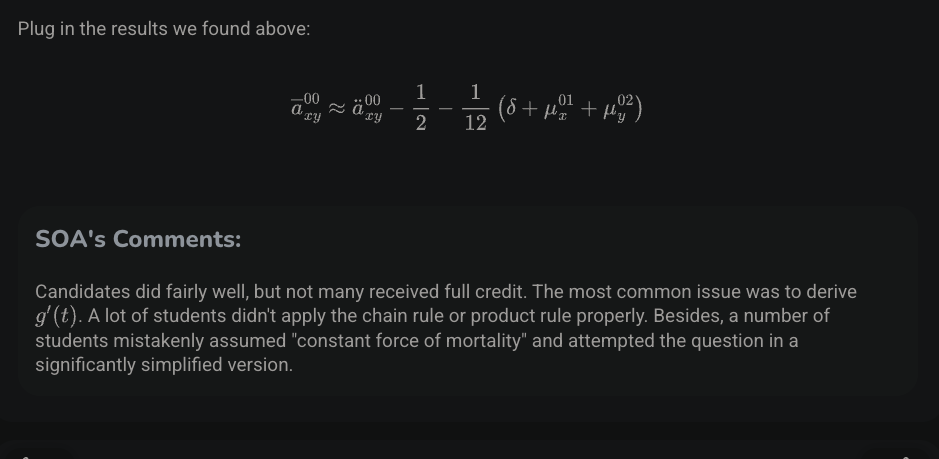 Plug in the results we found above:
$\overline{a}_{xy}^{00} \approx \ddot{a}_{xy}^{00} - \frac{1}{2} - \frac{1}{12} \left( \delta + \mu_{x}^{01} + \mu_{y}^{02} \right)$
SOA's Comments:
Candidates did fairly well, but not many received full credit. The most common issue was to derive
$g'(t)$. A lot of students didn't apply the chain rule or product rule properly. Besides, a number of
students mistakenly assumed "constant force of mortality" and attempted the question in a
significantly simplified version.